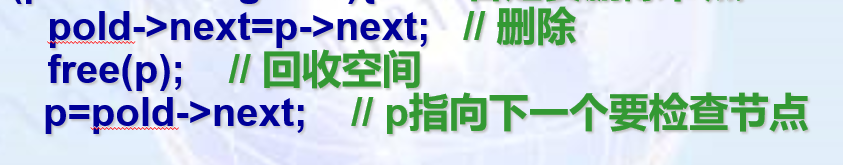 pold->next=p->next; // 删除
free(p); // 回收空间
p=pold->next; // p指向下一个要检查节点